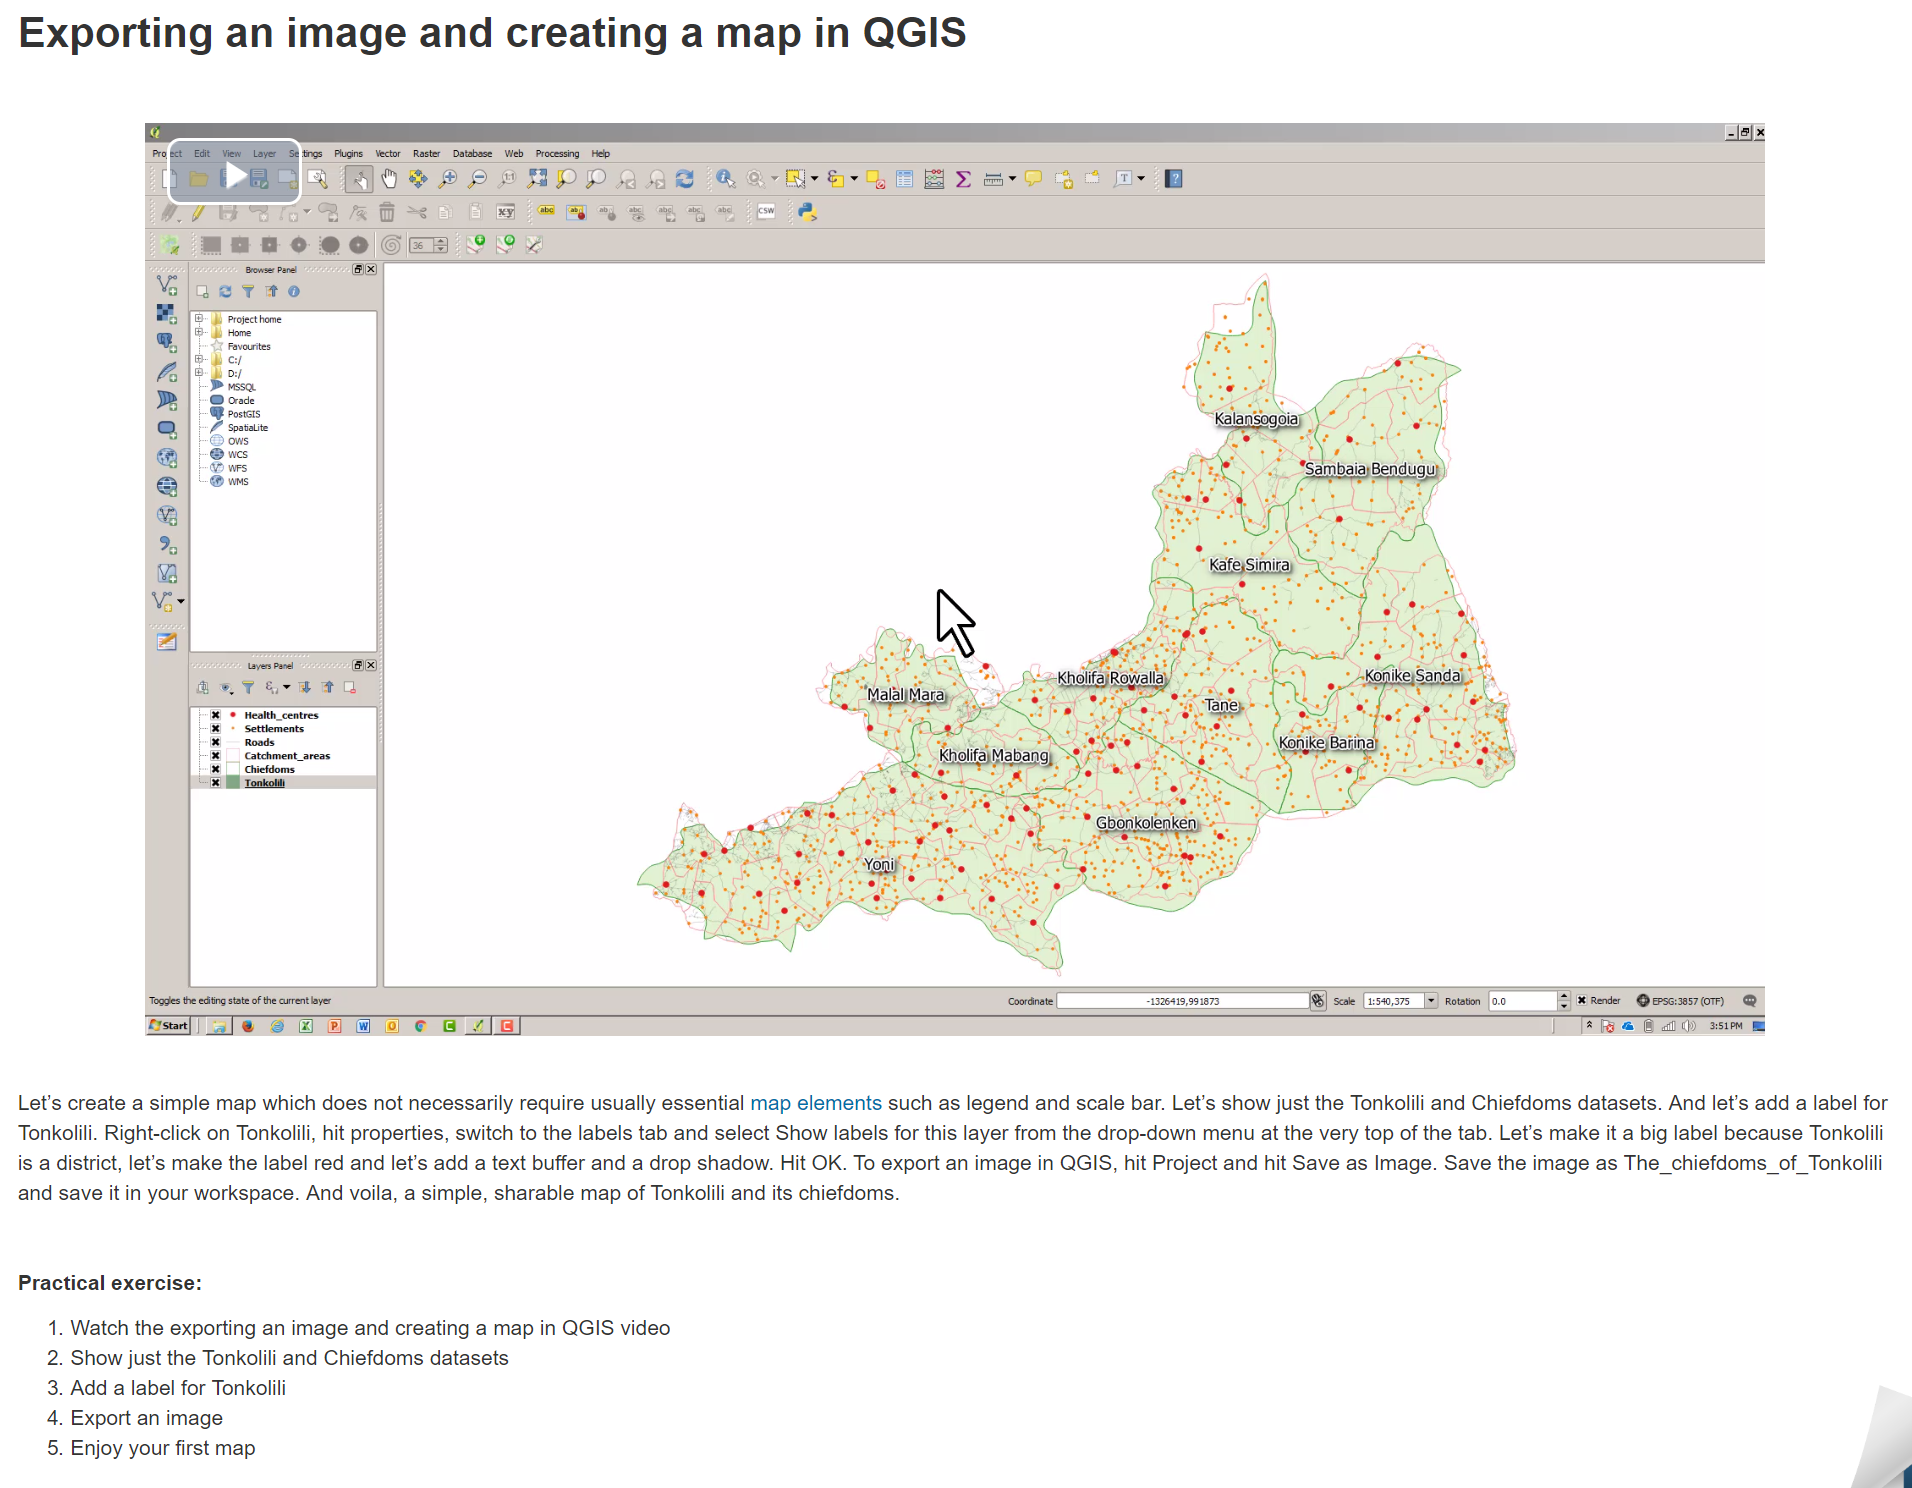 Exporting an image and creating a map in QGIS
Project Edit View Layer Settings Plugins Vector Raster Database Web Processing Help
abc abc CSW
36
Browser Panel
Project home
Home
Favourites
C:/
D:/
MSSQL
Oracle
PostGIS
SpatiaLite
OWS
WCS
WFS
WMS
Layers Panel
Health_centres
Settlements
Roads
Catchment_areas
Chiefdoms
Tonkolili
Kalansogoia
Sambaia Bendugu
Kafe Simira
Kholifa Rowalla
Konike Sanda
Malal Mara
Tane
Konike Barina
Kholifa Mabang
Gbonkolenken
Yoni
Toggles the editing state of the current layer
Coordinate -1326419,991873 Scale 1:540,375 Rotation 0.0 Render EPSG:3857 (OTF)
Start 3:51 PM
Let’s create a simple map which does not necessarily require usually essential map elements such as legend and scale bar. Let’s show just the Tonkolili and Chiefdoms datasets. And let’s add a label for
Tonkolili. Right-click on Tonkolili, hit properties, switch to the labels tab and select Show labels for this layer from the drop-down menu at the very top of the tab. Let’s make it a big label because Tonkolili
is a district, let’s make the label red and let’s add a text buffer and a drop shadow. Hit OK. To export an image in QGIS, hit Project and hit Save as Image. Save the image as The_chiefdoms_of_Tonkolili
and save it in your workspace. And voila, a simple, sharable map of Tonkolili and its chiefdoms.
Practical exercise:
1. Watch the exporting an image and creating a map in QGIS video
2. Show just the Tonkolili and Chiefdoms datasets
3. Add a label for Tonkolili
4. Export an image
5. Enjoy your first map